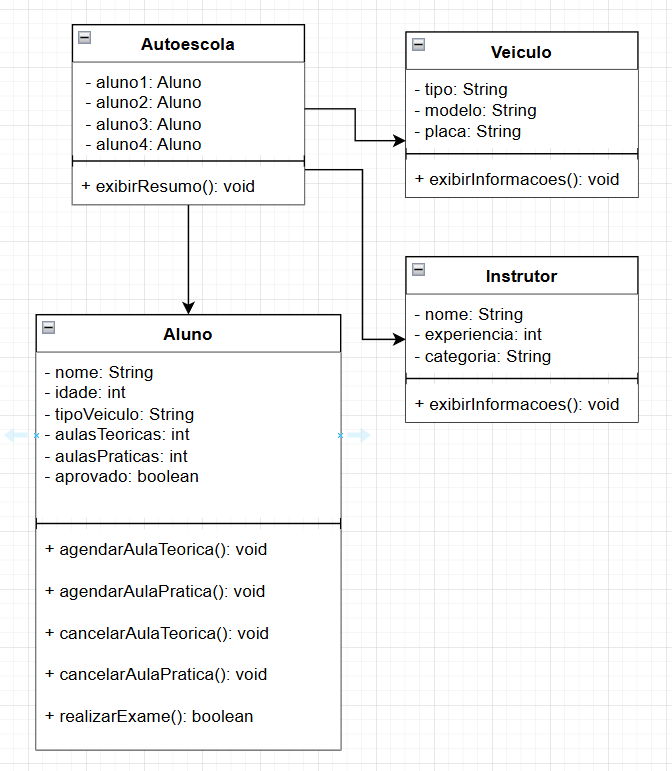 Autoescola
- aluno1: Aluno
- aluno2: Aluno
- aluno3: Aluno
- aluno4: Aluno
+ exibirResumo(): void
Veiculo
- tipo: String
- modelo: String
- placa: String
+ exibirInformacoes(): void
Instrutor
- nome: String
- experiencia: int
- categoria: String
+ exibirInformacoes(): void
Aluno
- nome: String
- idade: int
- tipoVeiculo: String
- aulasTeoricas: int
- aulasPraticas: int
- aprovado: boolean
+ agendarAulaTeorica(): void
+ agendarAulaPratica(): void
+ cancelarAulaTeorica(): void
+ cancelarAulaPratica(): void
+ realizarExame(): boolean